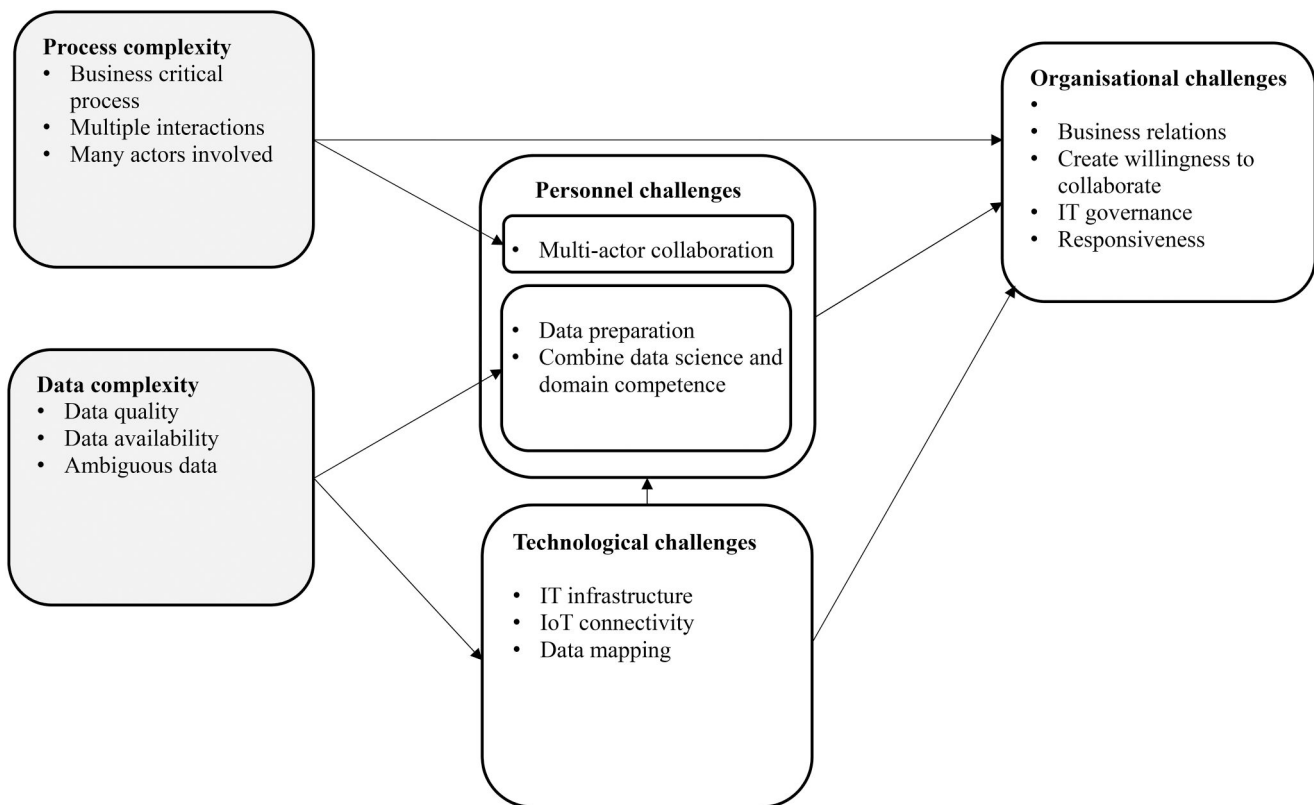 Process complexity
• Business critical
process
• Multiple interactions
• Many actors involved
Data complexity
• Data quality
• Data availability
• Ambiguous data
Personnel challenges
• Multi-actor collaboration
• Data preparation
• Combine data science and
domain competence
Technological challenges
• IT infrastructure
• IoT connectivity
• Data mapping
Organisational challenges
•
• Business relations
• Create willingness to
collaborate
• IT governance
• Responsiveness